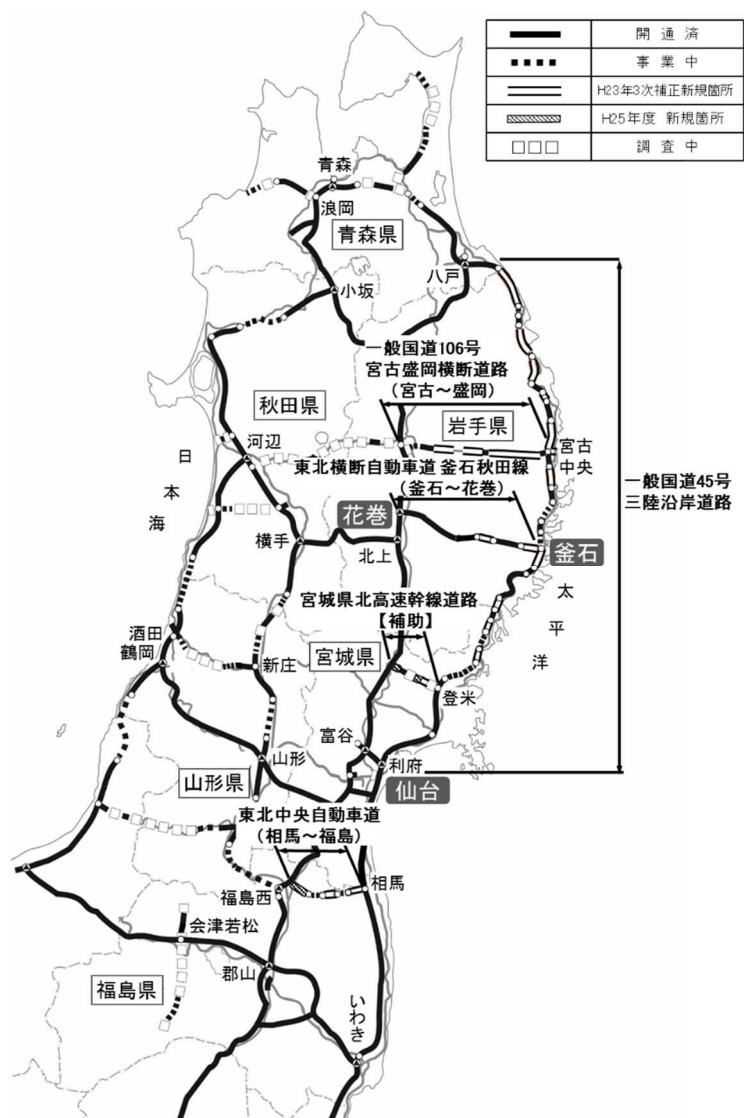 開通済
事業中
H23年3次補正新規箇所
H25年度 新規箇所
調査中
青森
浪岡
青森県
八戸
小坂
一般国道106号
宮古盛岡横断道路
（宮古～盛岡）
秋田県
岩手県
河辺
宮古
中央
日本海
東北横断自動車道 釜石秋田線
（釜石～花巻）
一般国道45号
三陸沿岸道路
花巻
横手
北上
釜石
太平洋
宮城県北高速幹線道路
【補助】
酒田
鶴岡
宮城県
新庄
登米
富谷
山形
利府
山形県
仙台
東北中央自動車道
（相馬～福島）
福島西
相馬
会津若松
郡山
福島県
いわき